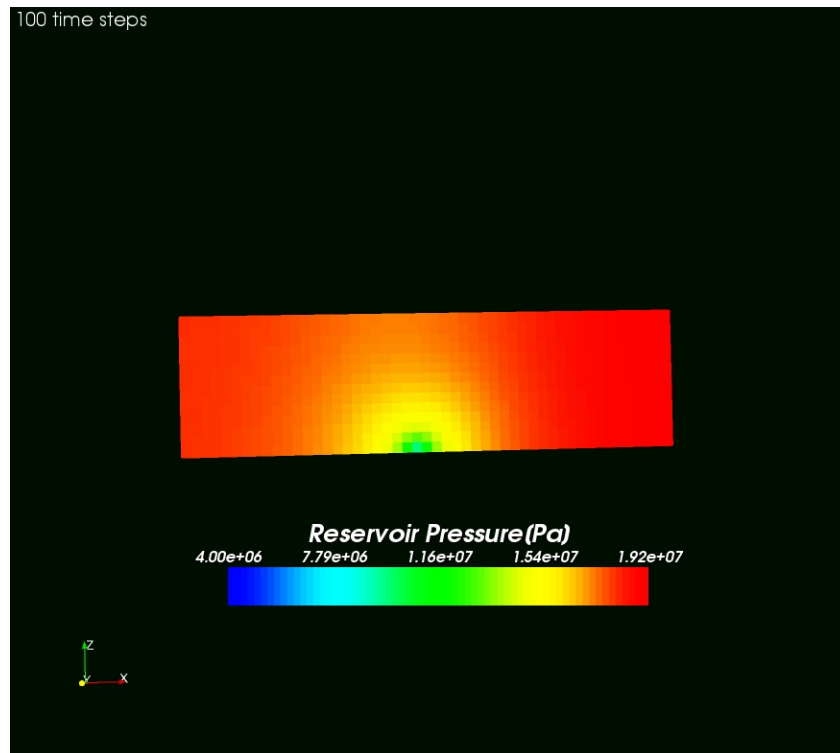 100 time steps
Reservoir Pressure(Pa)
4.00e+06 7.79e+06 1.16e+07 1.54e+07 1.92e+07
Z
Y X